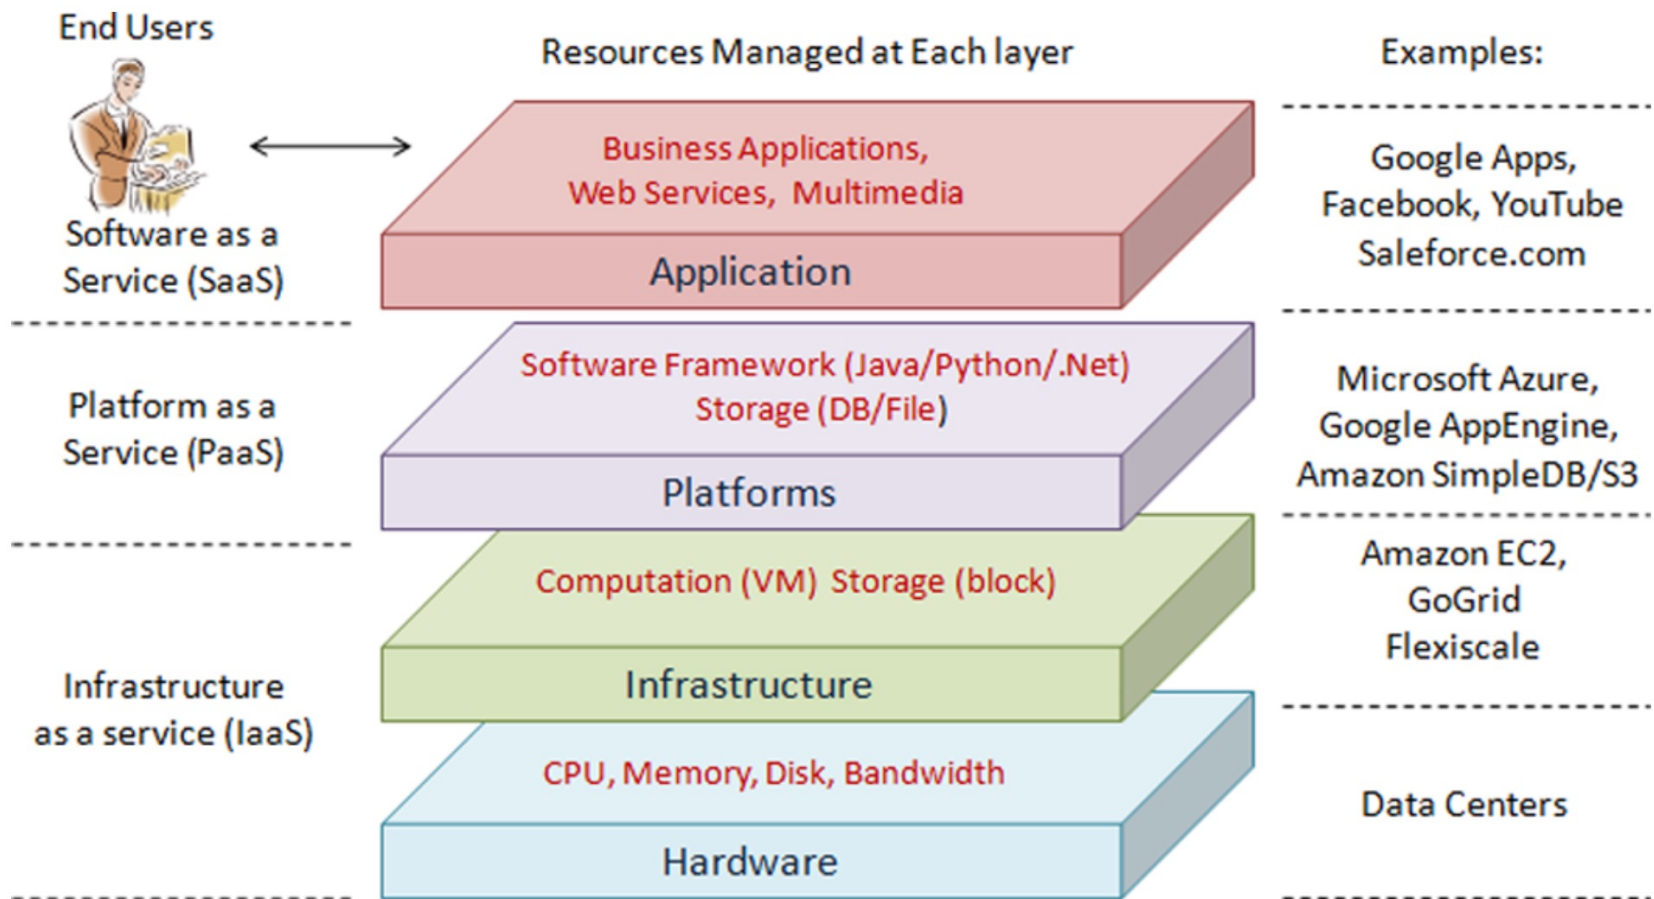 End Users
Resources Managed at Each layer
Examples:
Business Applications,
Web Services, Multimedia
Application
Google Apps,
Facebook, YouTube
Saleforce.com
Software as a
Service (SaaS)
Software Framework (Java/Python/.Net)
Storage (DB/File)
Platforms
Platform as a
Service (PaaS)
Microsoft Azure,
Google AppEngine,
Amazon SimpleDB/S3
Computation (VM) Storage (block)
Infrastructure
Amazon EC2,
GoGrid
Flexiscale
Infrastructure
as a service (IaaS)
CPU, Memory, Disk, Bandwidth
Hardware
Data Centers